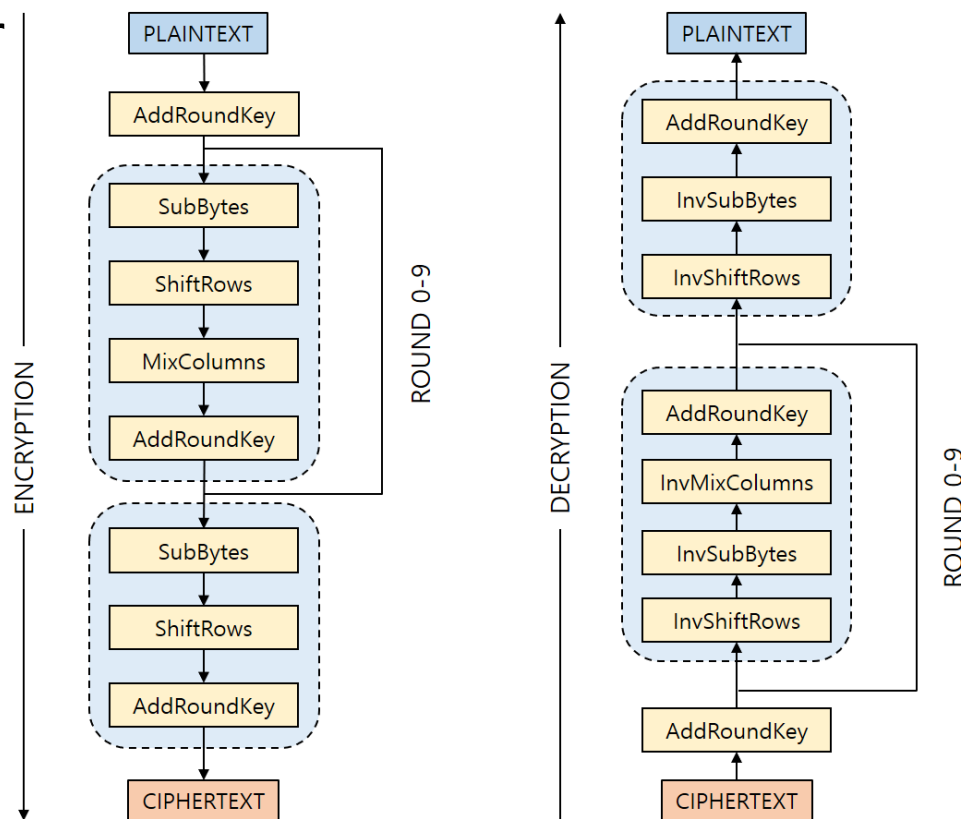 PLAINTEXT
AddRoundKey
SubBytes
ShiftRows
MixColumns
AddRoundKey
SubBytes
ShiftRows
AddRoundKey
CIPHERTEXT
ENCRYPTION
ROUND 0-9
PLAINTEXT
AddRoundKey
InvSubBytes
InvShiftRows
AddRoundKey
InvMixColumns
InvSubBytes
InvShiftRows
AddRoundKey
CIPHERTEXT
DECRYPTION
ROUND 0-9